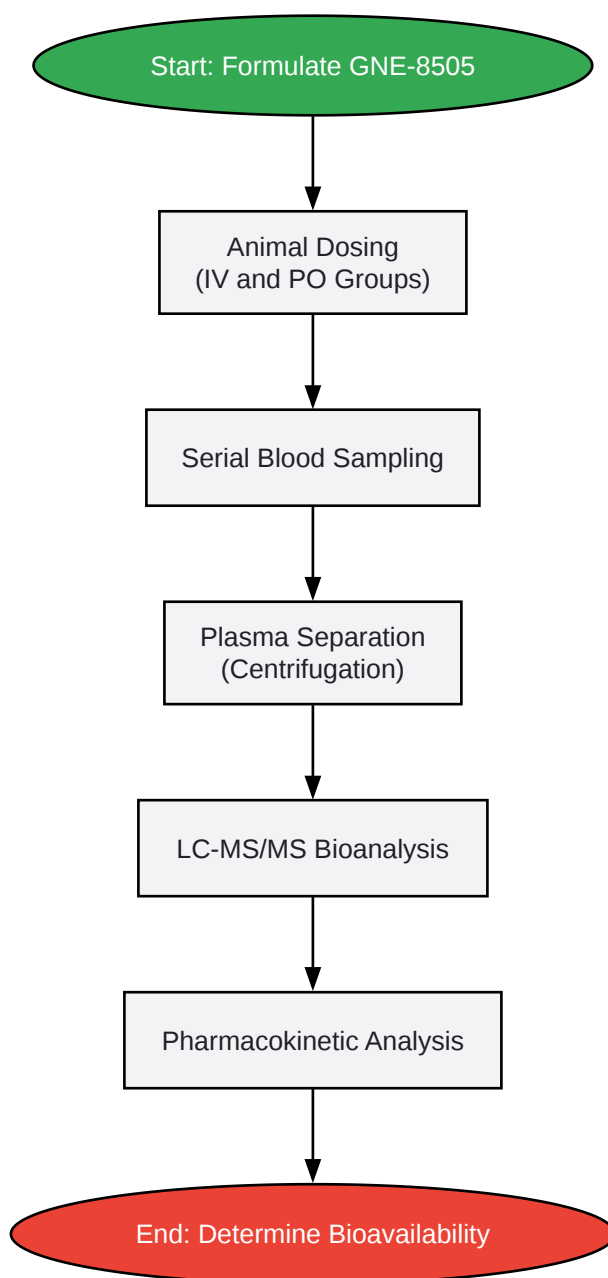 Start: Formulate GNE-8505
Animal Dosing
(IV and PO Groups)
Serial Blood Sampling
Plasma Separation
(Centrifugation)
LC-MS/MS Bioanalysis
Pharmacokinetic Analysis
End: Determine Bioavailability